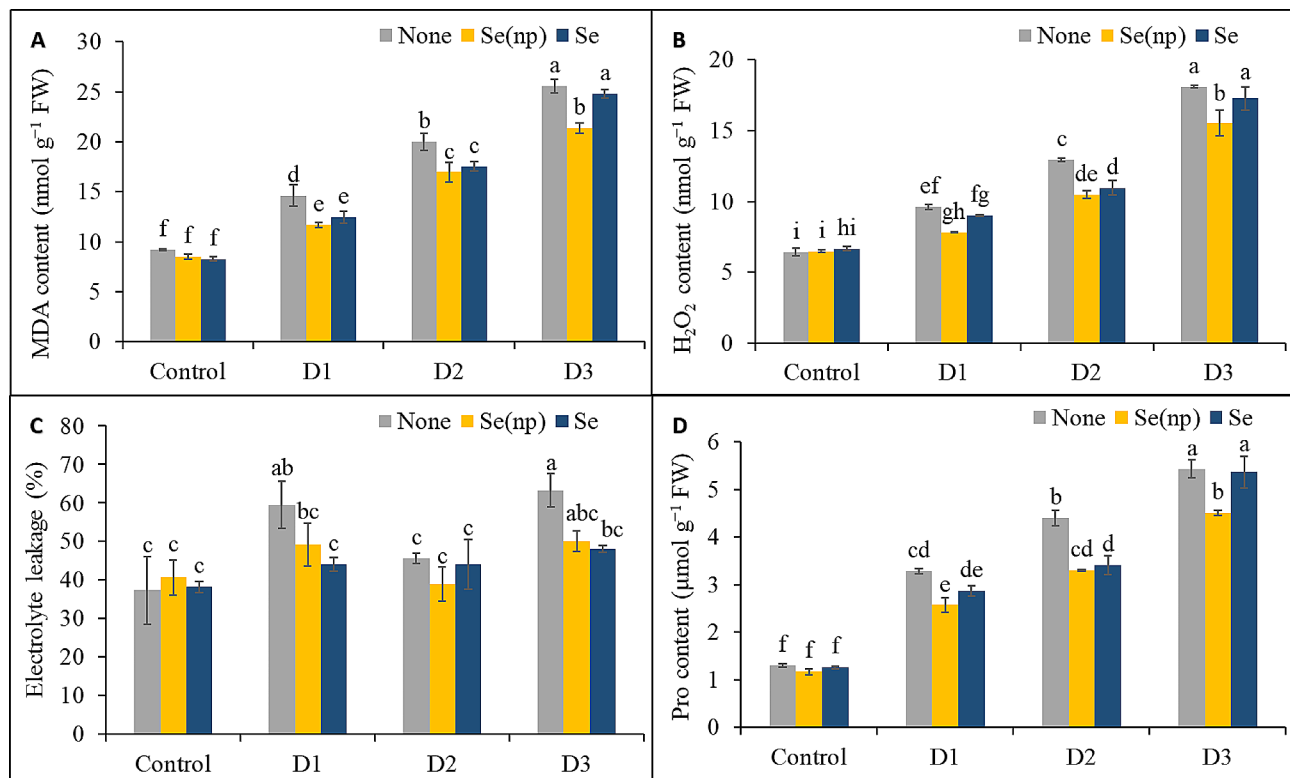 A
None Se(np) Se
MDA content (nmol g⁻¹ FW)
30
25
20
15
10
5
0
f f f
d e e
b c c
a b a
Control D1 D2 D3
B
None Se(np) Se
H₂O₂ content (nmol g⁻¹ FW)
20
15
10
5
0
i i hi
ef gh fg
c de d
a b a
Control D1 D2 D3
C
None Se(np) Se
Electrolyte leakage (%)
80
70
60
50
40
30
20
10
0
c c c
ab bc c
c c c
a abc bc
Control D1 D2 D3
D
None Se(np) Se
Pro content (µmol g⁻¹ FW)
6
5
4
3
2
1
0
f f f
cd e de
b cd d
a b a
Control D1 D2 D3